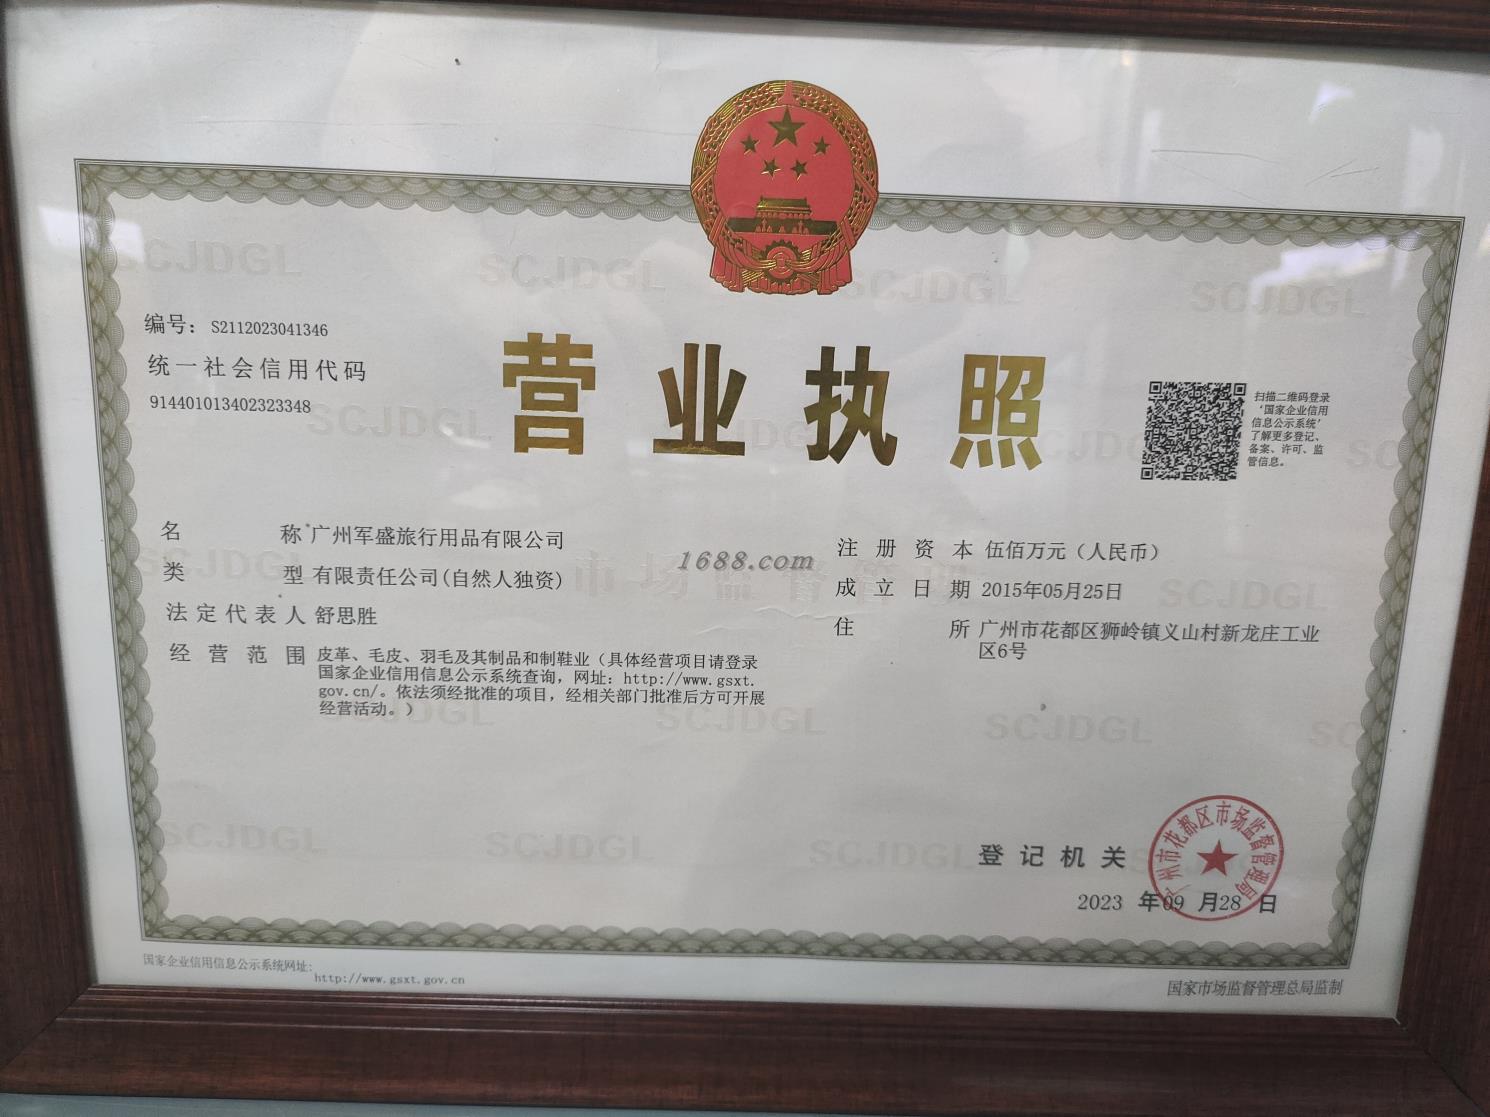 编号： S2112023041346
统一社会信用代码
914401013402323348
营业执照
扫描二维码登录
‘国家企业信用
信息公示系统’
了解更多登记、
备案、许可、监
管信息。
名称 广州军盛旅行用品有限公司
类型 有限责任公司(自然人独资)
法定代表人 舒思胜
经营范围 皮革、毛皮、羽毛及其制品和制鞋业（具体经营项目请登录
国家企业信用信息公示系统查询，网址：http://www.gsxt.
gov.cn/。依法须经批准的项目，经相关部门批准后方可开展
经营活动。）
1688.com
注册资本 伍佰万元（人民币）
成立日期 2015年05月25日
住所 广州市花都区狮岭镇义山村新龙庄工业
区6号
登记机关
广州市花都区市场监督管理局
2023 年09 月28 日
国家企业信用信息公示系统网址:
http://www.gsxt.gov.cn
国家市场监督管理总局监制
SCJDGL